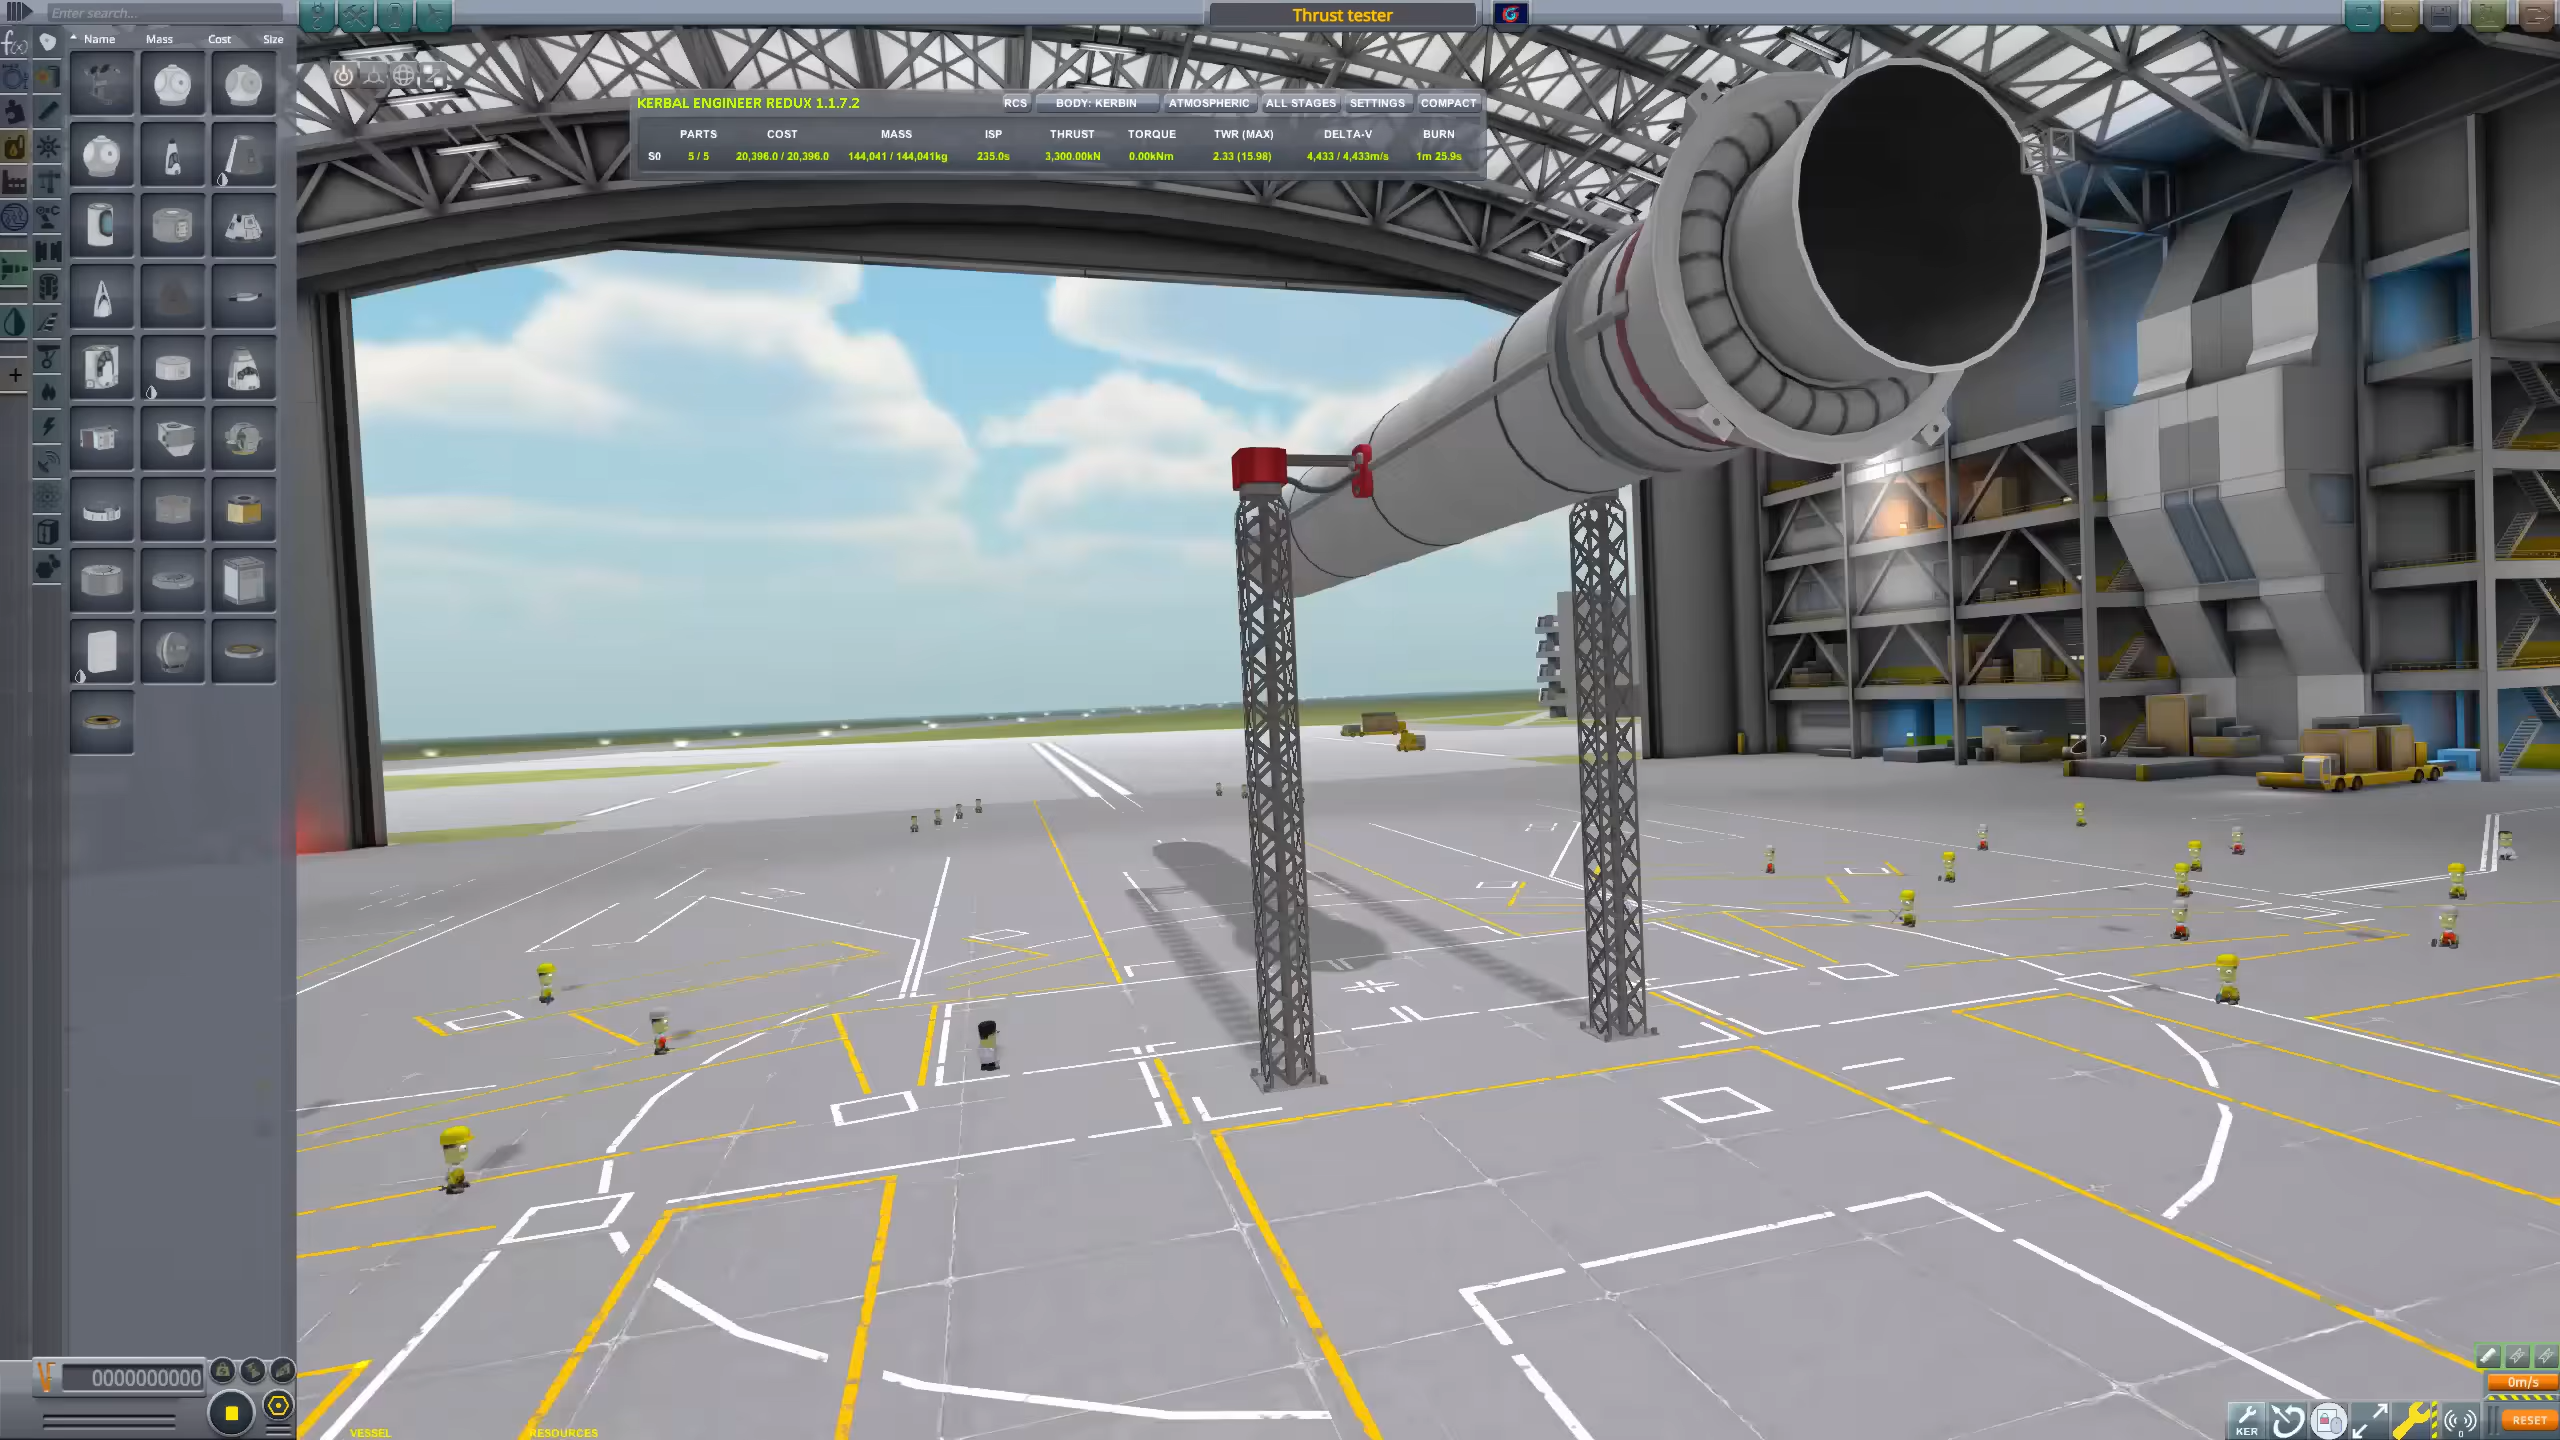 Enter search...
Thrust tester
Name Mass Cost Size
KERBAL ENGINEER REDUX 1.1.7.2 RCS BODY: KERBIN ATMOSPHERIC ALL STAGES SETTINGS COMPACT
PARTS COST MASS ISP THRUST TORQUE TWR (MAX) DELTA-V BURN
S0 5 / 5 20,396.0 / 20,396.0 144,041 / 144,041kg 235.0s 3,300.00kN 0.00kNm 2.33 (15.98) 4,433 / 4,433m/s 1m 25.9s
f(x)
0000000000
0m/s
KER
RESET
VESSEL RESOURCES